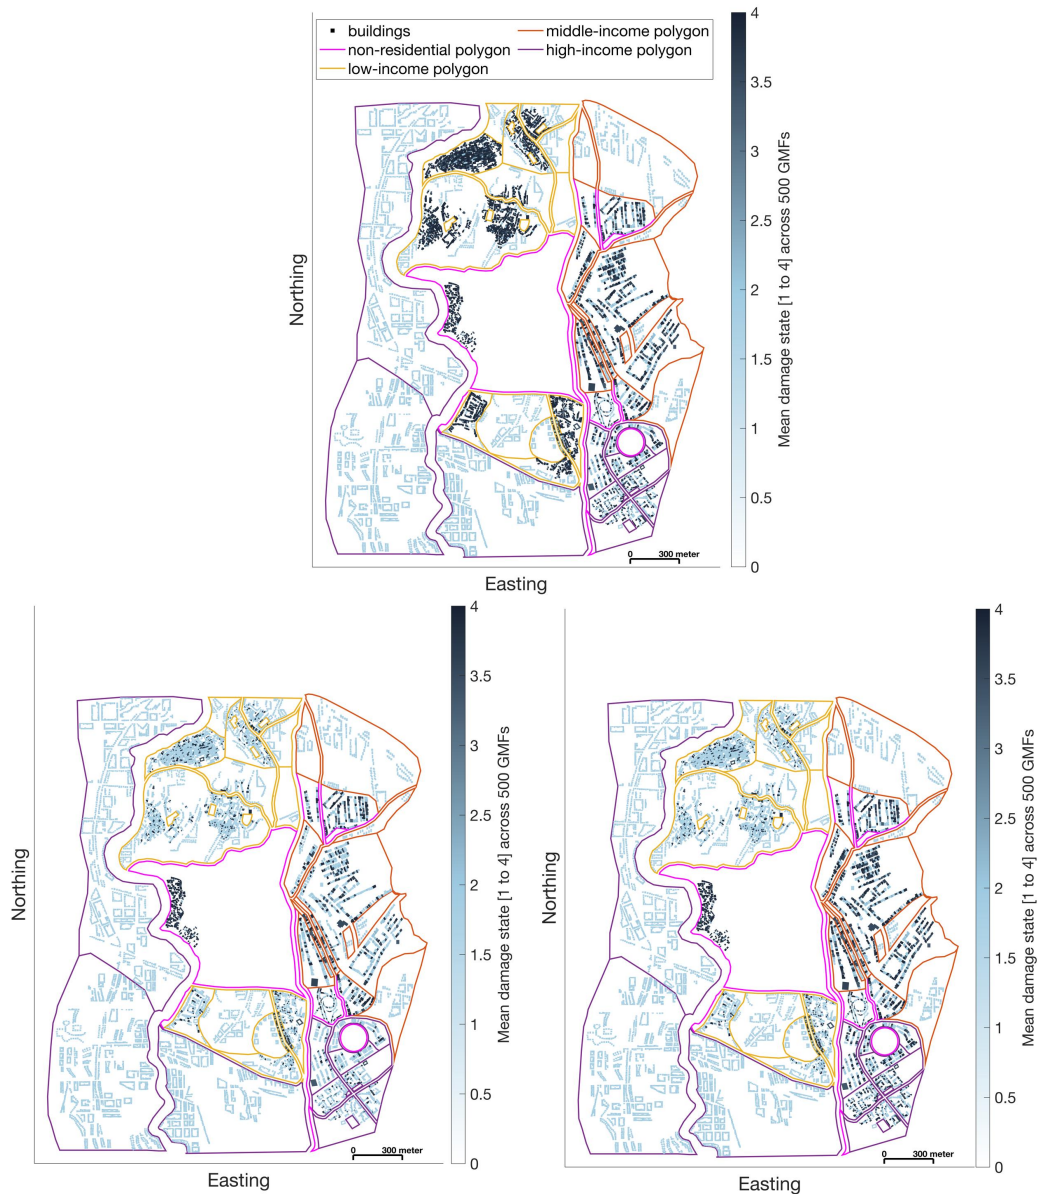 buildings
middle-income polygon
non-residential polygon
high-income polygon
low-income polygon
4
3.5
3
2.5
2
1.5
1
0.5
0
Mean damage state [1 to 4] across 500 GMFs
Northing
0 300 meter
Easting
4
3.5
3
2.5
2
1.5
1
0.5
0
Mean damage state [1 to 4] across 500 GMFs
Northing
0 300 meter
Easting
4
3.5
3
2.5
2
1.5
1
0.5
0
Mean damage state [1 to 4] across 500 GMFs
Northing
0 300 meter
Easting